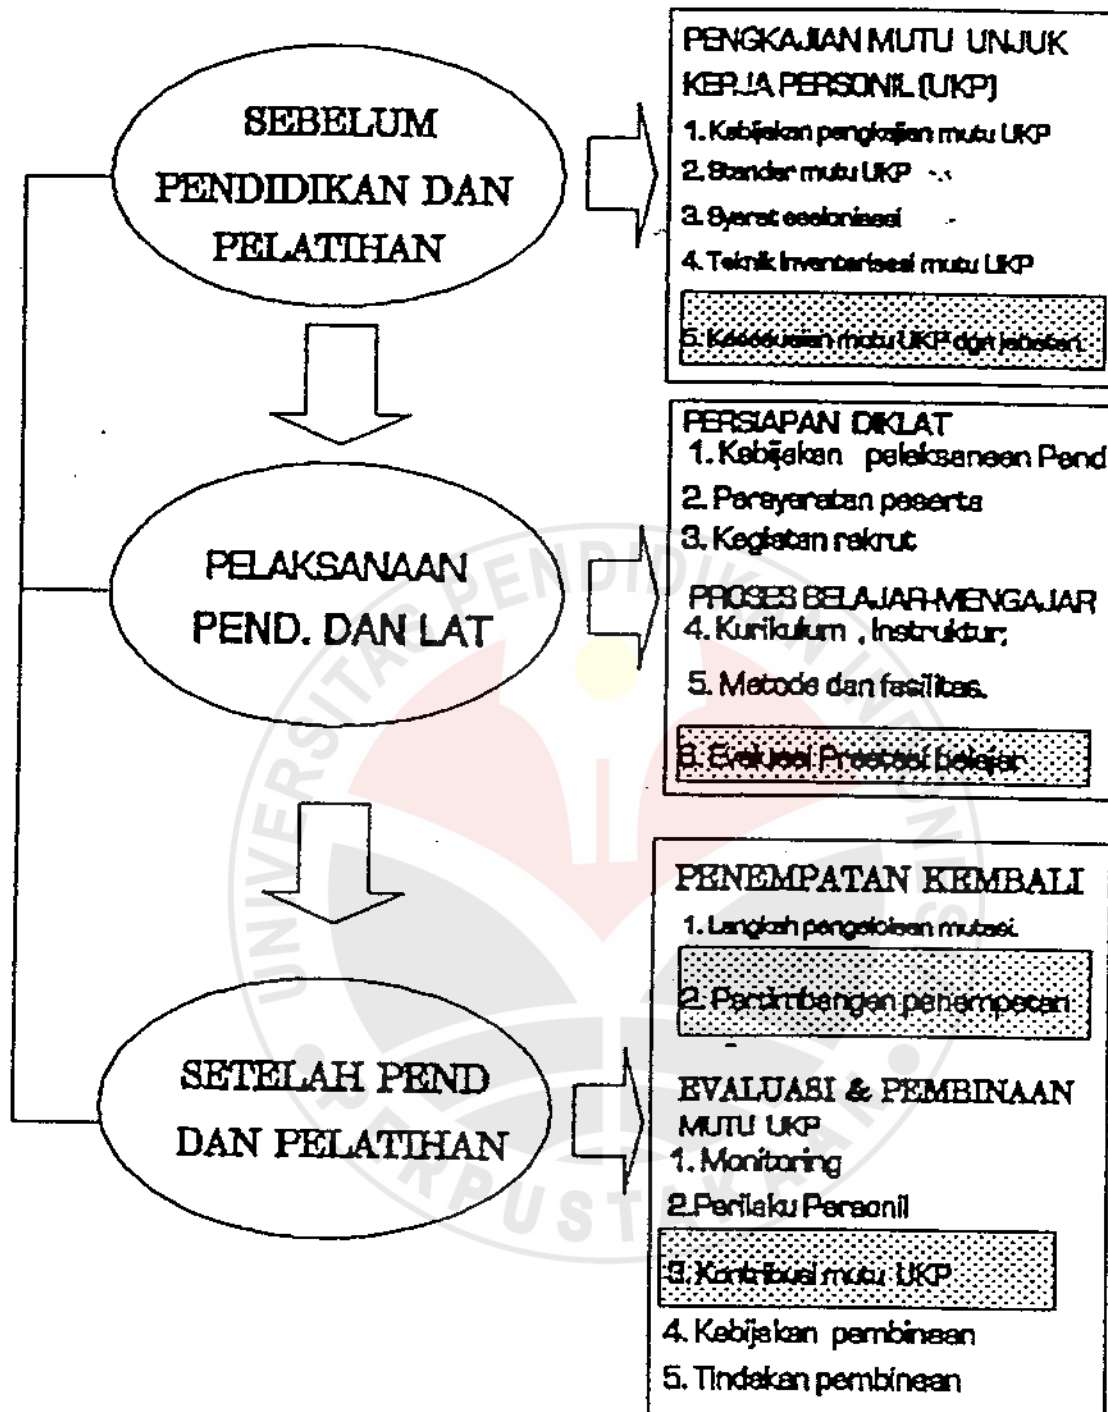 SEBELUM
PENDIDIKAN DAN
PELATIHAN
PENGKAJIAN MUTU UNJUK
KERJA PERSONIL (UKP)
1. Kebijakan pengkajian mutu UKP
2. Standar mutu UKP
3. Syarat eselonisasi
4. Teknik Inventarisasi mutu UKP
5. Kesesuaian mutu UKP dgn jabatan.
PELAKSANAAN
PEND. DAN LAT
PERSIAPAN DIKLAT
1. Kebijakan pelaksanaan Pend
2. Persyaratan peserta
3. Kegiatan rekrut
PROSES BELAJAR-MENGAJAR
4. Kurikulum , Instruktur;
5. Metode dan fasilitas.
6. Evaluasi Prestasi belajar
SETELAH PEND
DAN PELATIHAN
PENEMPATAN KEMBALI
1. Langkah pengelolaan mutasi.
2. Pertimbangan penempatan
EVALUASI & PEMBINAAN
MUTU UKP
1. Monitoring
2.Perilaku Personil
3. Kontribusi mutu UKP
4. Kebijakan pembinaan
5. Tindakan pembinaan
UNIVERSITAS PENDIDIKAN INDONESIA
PERPUSTAKAAN